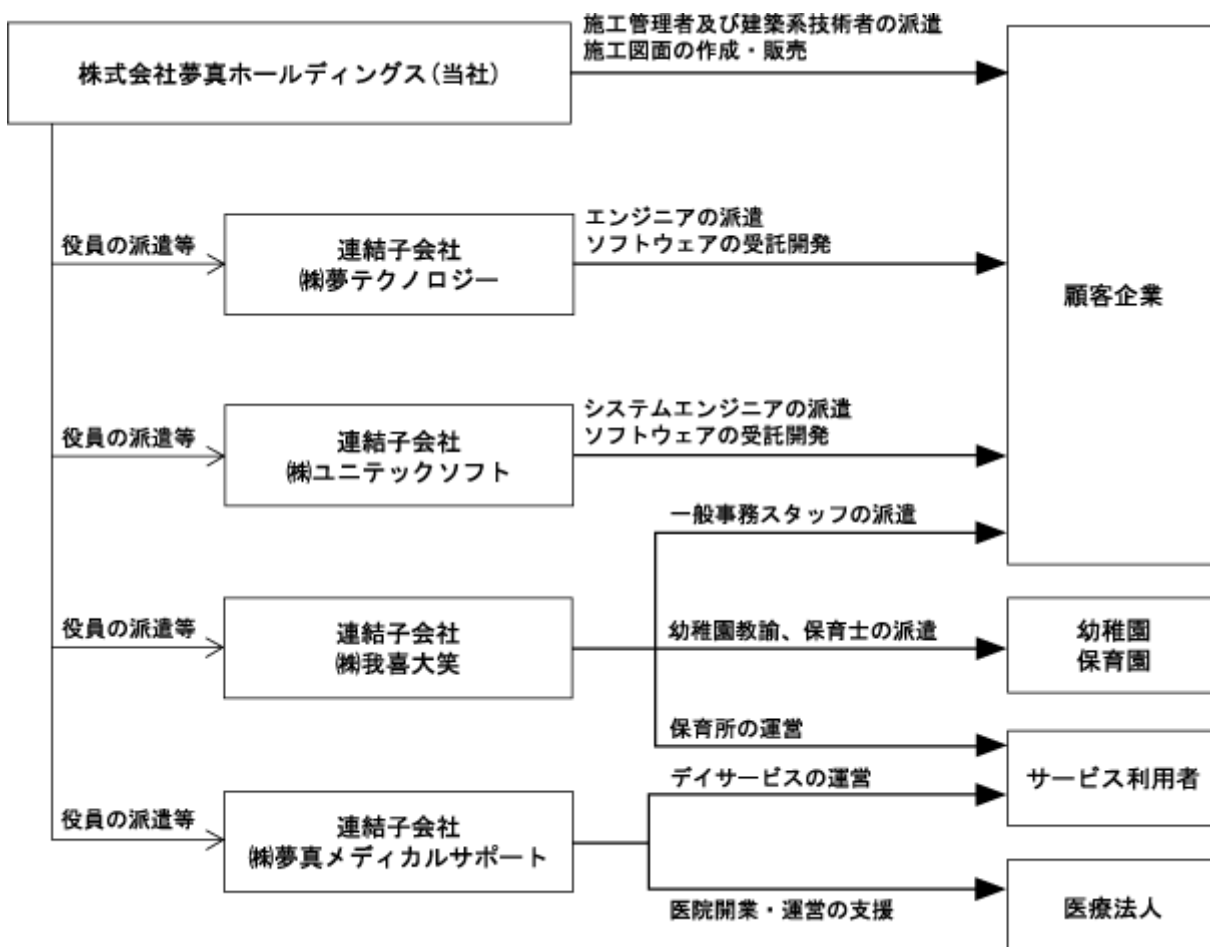 施工管理者及び建築系技術者の派遣
施工図面の作成・販売
株式会社夢真ホールディングス(当社)
役員の派遣等
連結子会社
㈱夢テクノロジー
エンジニアの派遣
ソフトウェアの受託開発
顧客企業
役員の派遣等
連結子会社
㈱ユニテックソフト
システムエンジニアの派遣
ソフトウェアの受託開発
一般事務スタッフの派遣
役員の派遣等
連結子会社
㈱我喜大笑
幼稚園教諭、保育士の派遣
幼稚園
保育園
保育所の運営
デイサービスの運営
サービス利用者
役員の派遣等
連結子会社
㈱夢真メディカルサポート
医院開業・運営の支援
医療法人